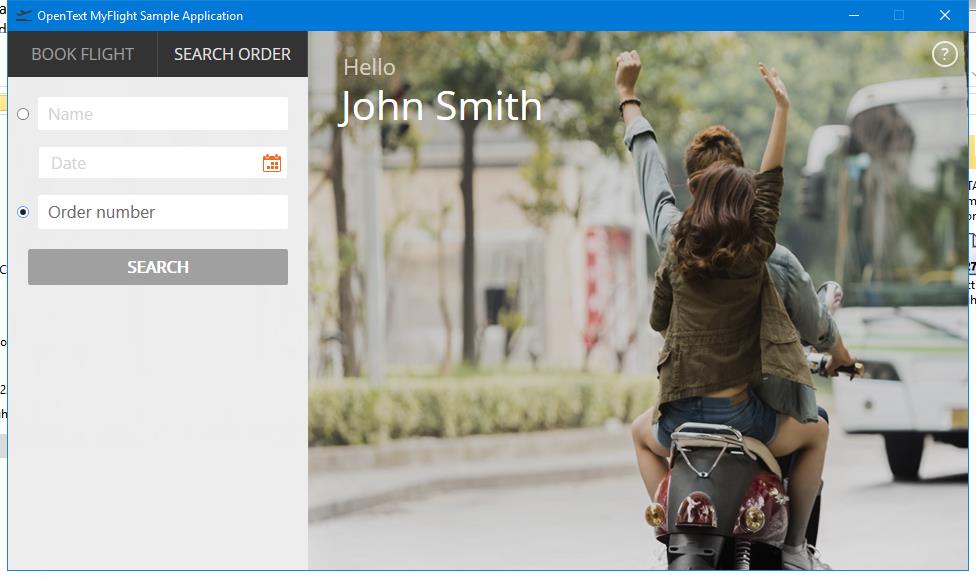 OpenText MyFlight Sample Application
BOOK FLIGHT
SEARCH ORDER
Name
Date
Order number
SEARCH
Hello
John Smith
?